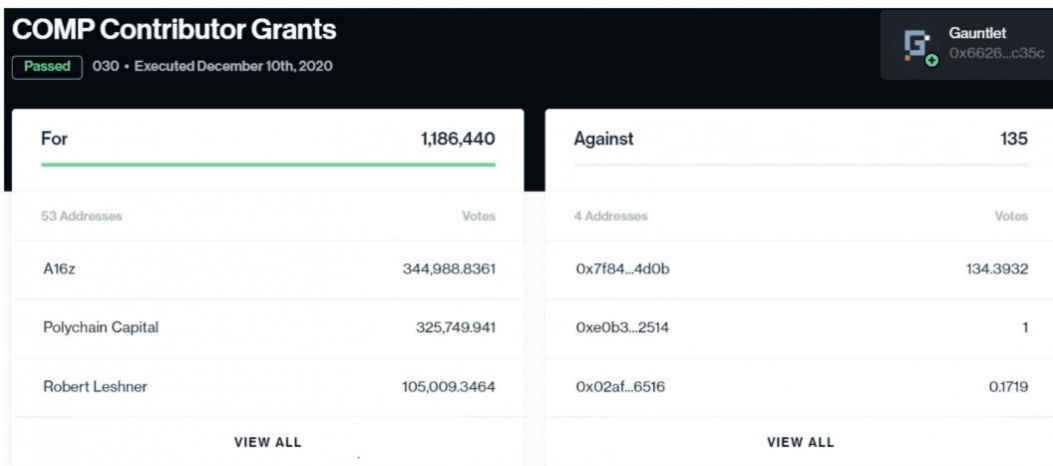 COMP Contributor Grants
Passed 030 • Executed December 10th, 2020
Gauntlet
0x6626...c35c
For 1,186,440
53 Addresses Votes
A16z 344,988.8361
Polychain Capital 325,749.941
Robert Leshner 105,009.3464
VIEW ALL
Against 135
4 Addresses Votes
0x7f84...4d0b 134.3932
0xe0b3...2514 1
0x02af...6516 0.1719
VIEW ALL